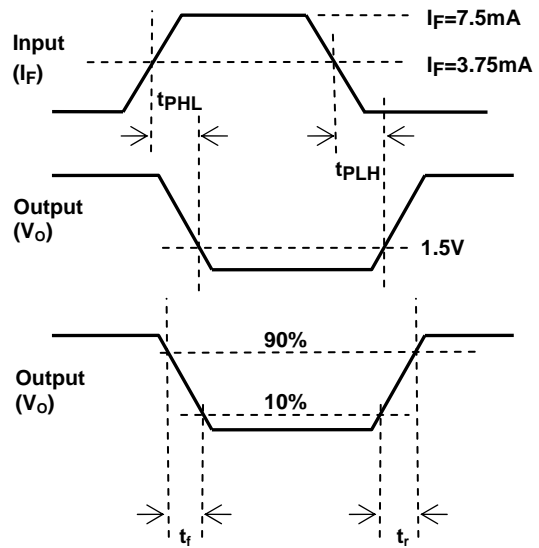 Input
(IF)
IF=7.5mA
IF=3.75mA
tPHL
tPLH
Output
(VO)
1.5V
Output
(VO)
90%
10%
tf
tr